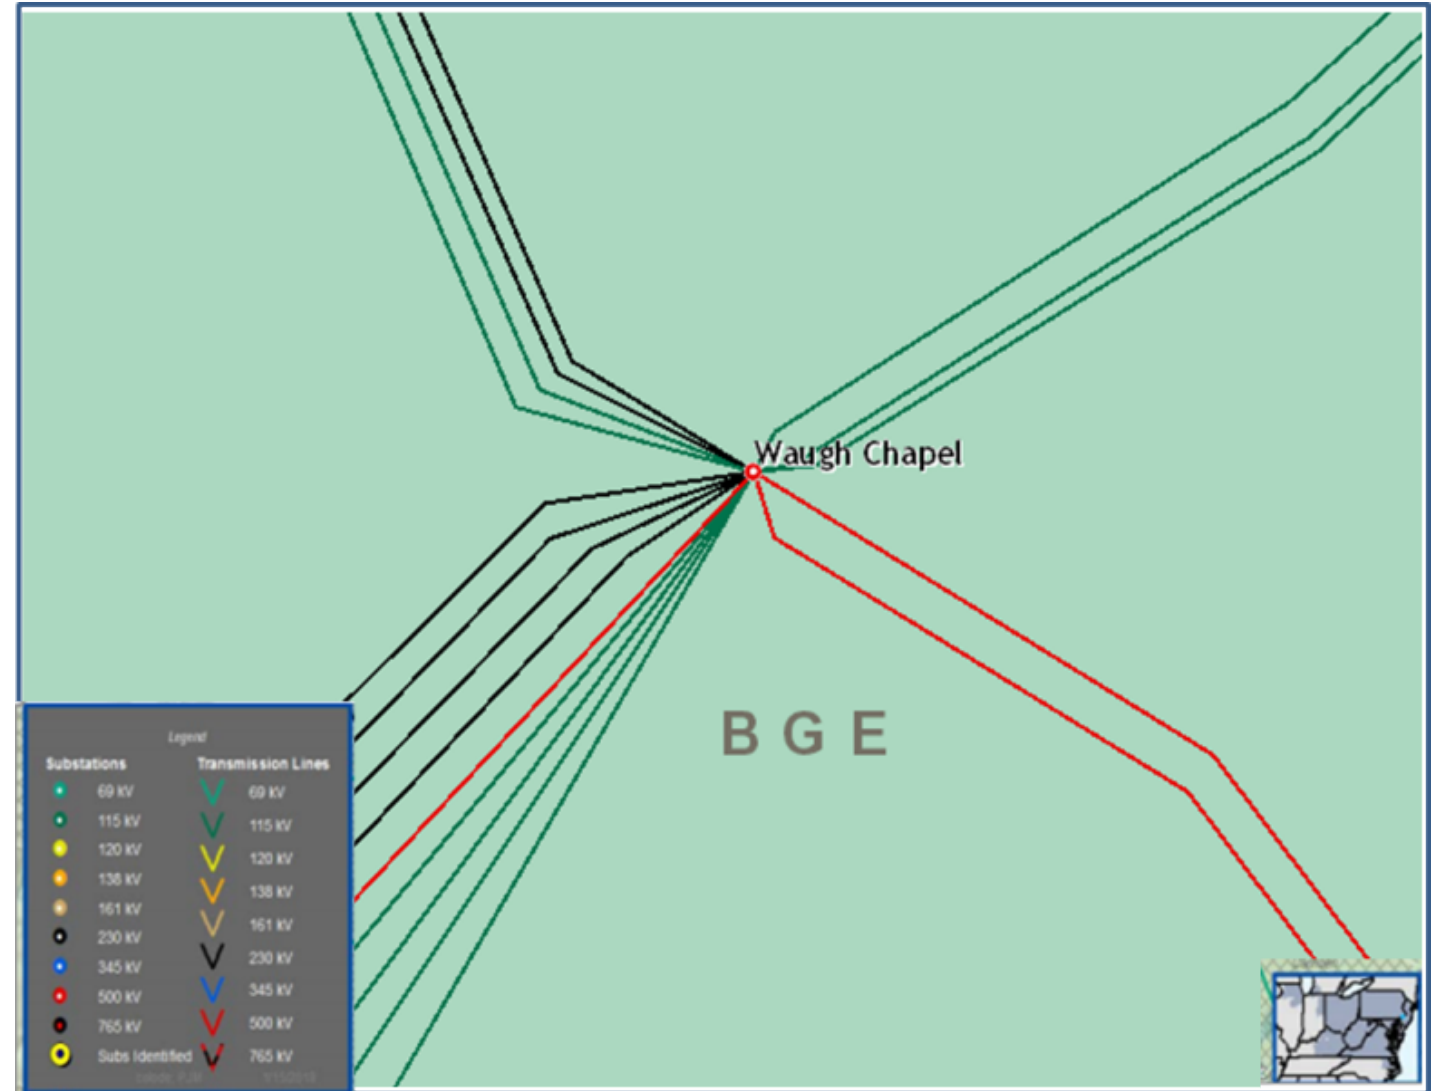 Waugh Chapel
B G E
Legend
Substations Transmission Lines
69 kV 69 kV
115 kV 115 kV
120 kV 120 kV
138 kV 138 kV
161 kV 161 kV
230 kV 230 kV
345 kV 345 kV
500 kV 500 kV
765 kV 765 kV
Subs Identified